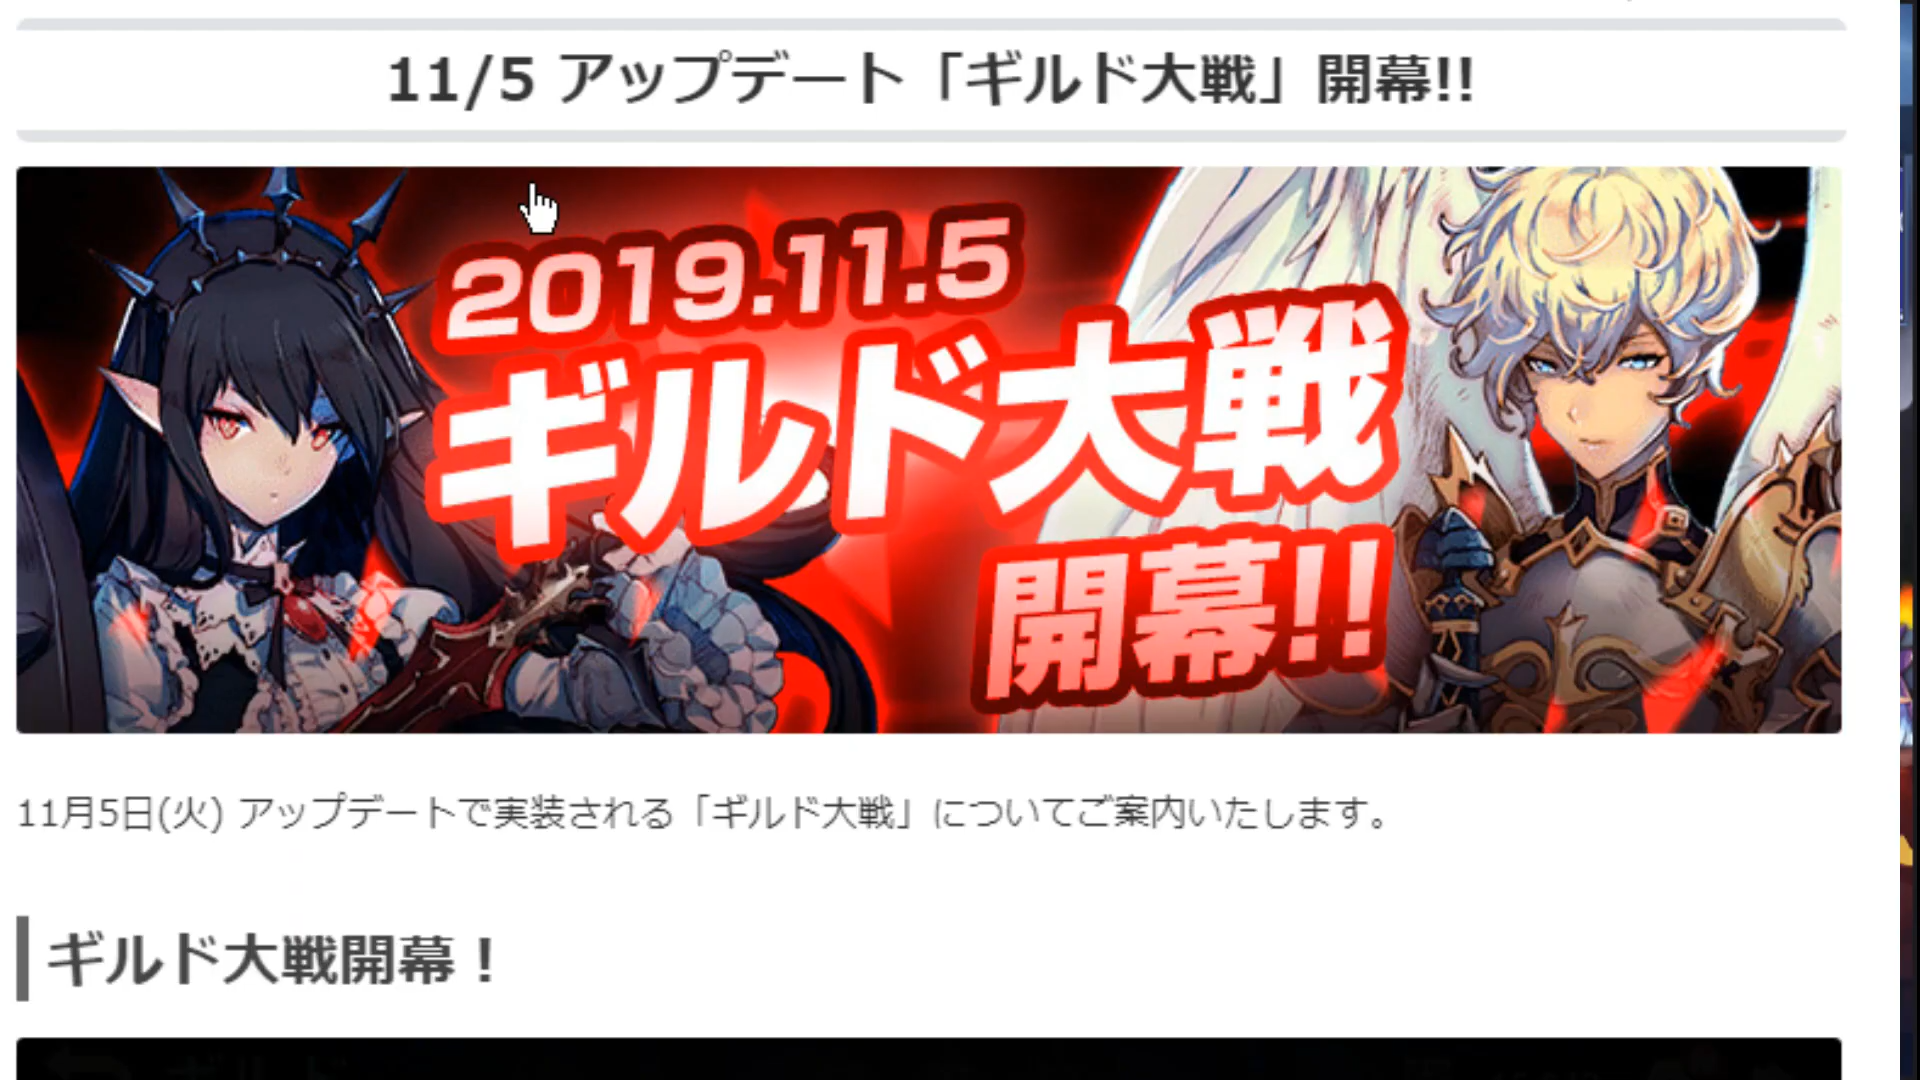 11/5 アップデート「ギルド大戦」開幕!!
2019.11.5
ギルド大戦
開幕!!
11月5日(火) アップデートで実装される「ギルド大戦」についてご案内いたします。
ギルド大戦開幕！